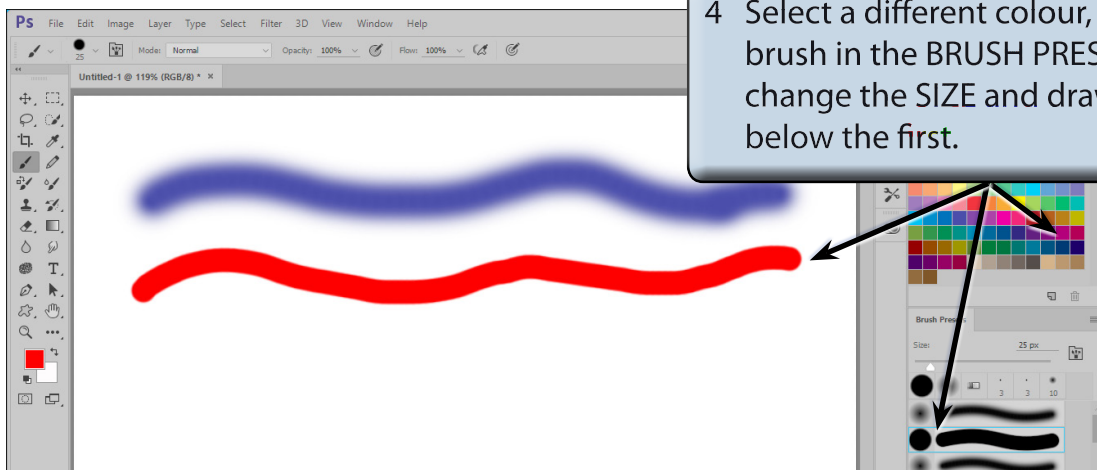 Ps File Edit Image Layer Type Select Filter 3D View Window Help
25 Mode: Normal Opacity: 100% Flow: 100%
Untitled-1 @ 119% (RGB/8) * ×
4 Select a different colour,
brush in the BRUSH PRES
change the SIZE and draw
below the first.
T
Brush Pres
Size: 25 px
3 3 10